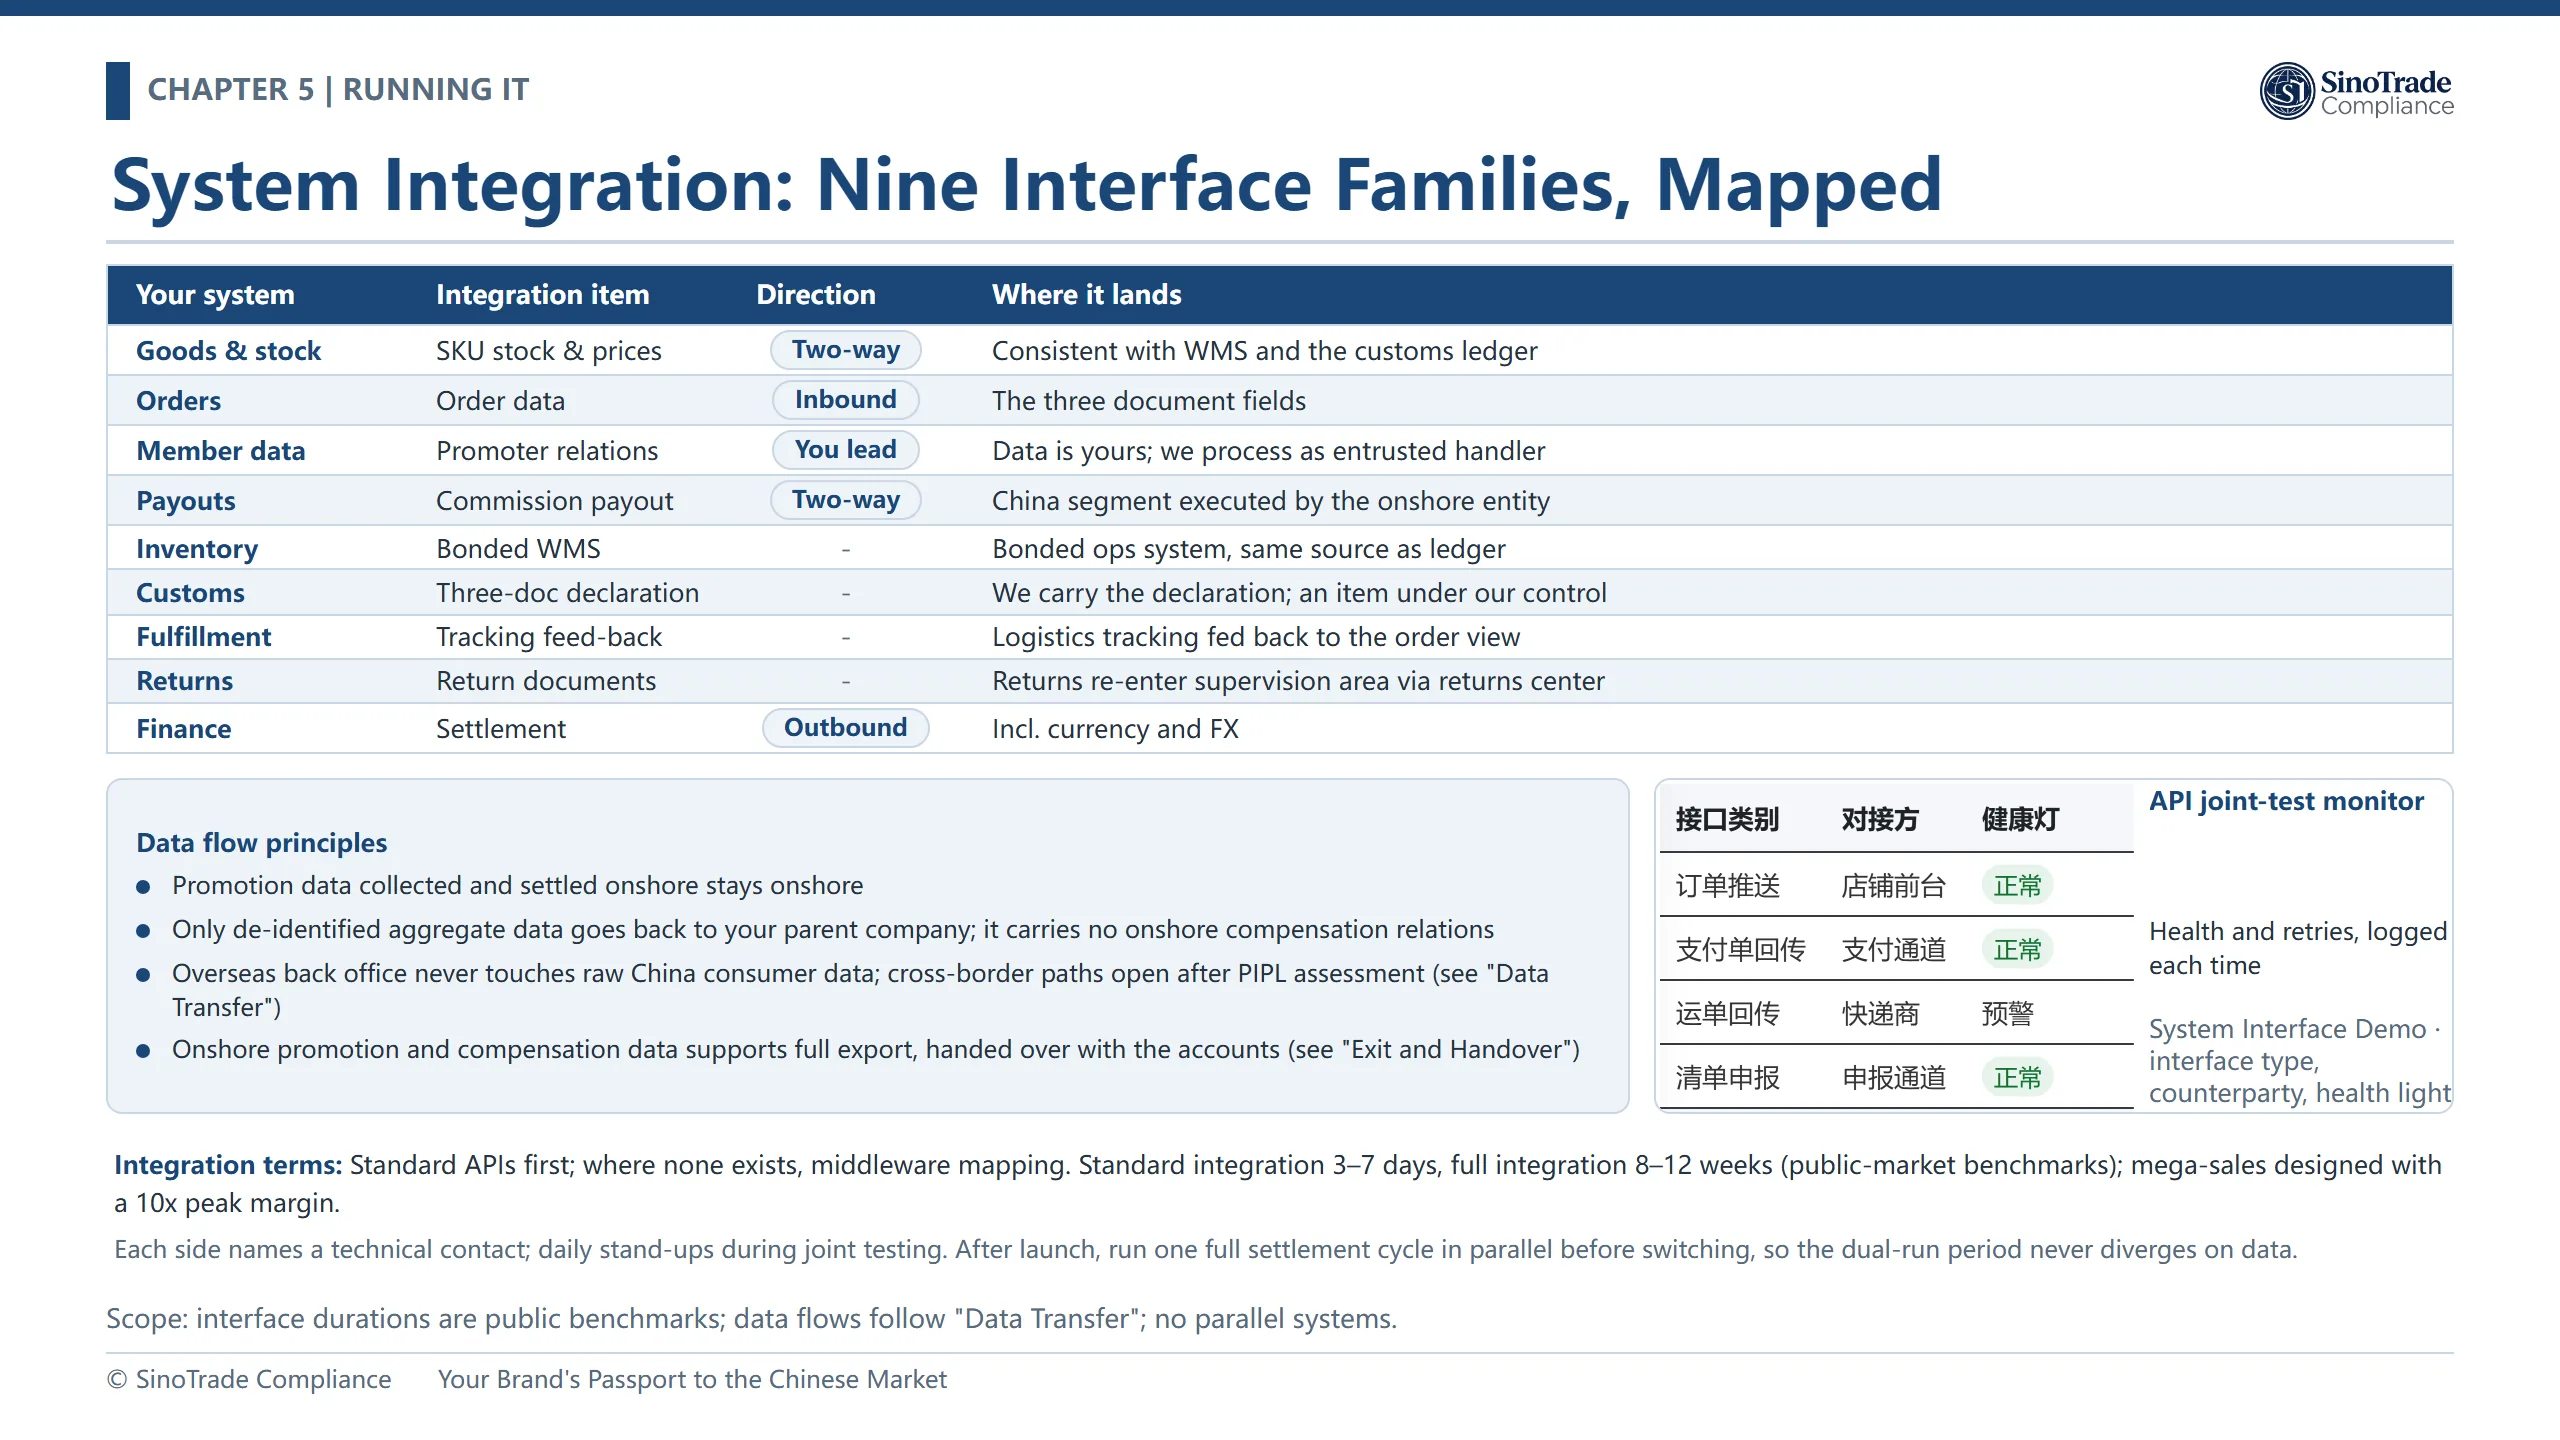 CHAPTER 5 | RUNNING IT
SinoTrade
Compliance
System Integration: Nine Interface Families, Mapped
Your system Integration item Direction Where it lands
Goods & stock SKU stock & prices Two-way Consistent with WMS and the customs ledger
Orders Order data Inbound The three document fields
Member data Promoter relations You lead Data is yours; we process as entrusted handler
Payouts Commission payout Two-way China segment executed by the onshore entity
Inventory Bonded WMS - Bonded ops system, same source as ledger
Customs Three-doc declaration - We carry the declaration; an item under our control
Fulfillment Tracking feed-back - Logistics tracking fed back to the order view
Returns Return documents - Returns re-enter supervision area via returns center
Finance Settlement Outbound Incl. currency and FX
Data flow principles
Promotion data collected and settled onshore stays onshore
Only de-identified aggregate data goes back to your parent company; it carries no onshore compensation relations
Overseas back office never touches raw China consumer data; cross-border paths open after PIPL assessment (see "Data
Transfer")
Onshore promotion and compensation data supports full export, handed over with the accounts (see "Exit and Handover")
接口类别 对接方 健康灯
订单推送 店铺前台 正常
支付单回传 支付通道 正常
运单回传 快递商 预警
清单申报 申报通道 正常
API joint-test monitor
Health and retries, logged
each time
System Interface Demo ·
interface type,
counterparty, health light
Integration terms: Standard APIs first; where none exists, middleware mapping. Standard integration 3–7 days, full integration 8–12 weeks (public-market benchmarks); mega-sales designed with
a 10x peak margin.
Each side names a technical contact; daily stand-ups during joint testing. After launch, run one full settlement cycle in parallel before switching, so the dual-run period never diverges on data.
Scope: interface durations are public benchmarks; data flows follow "Data Transfer"; no parallel systems.
© SinoTrade Compliance Your Brand's Passport to the Chinese Market